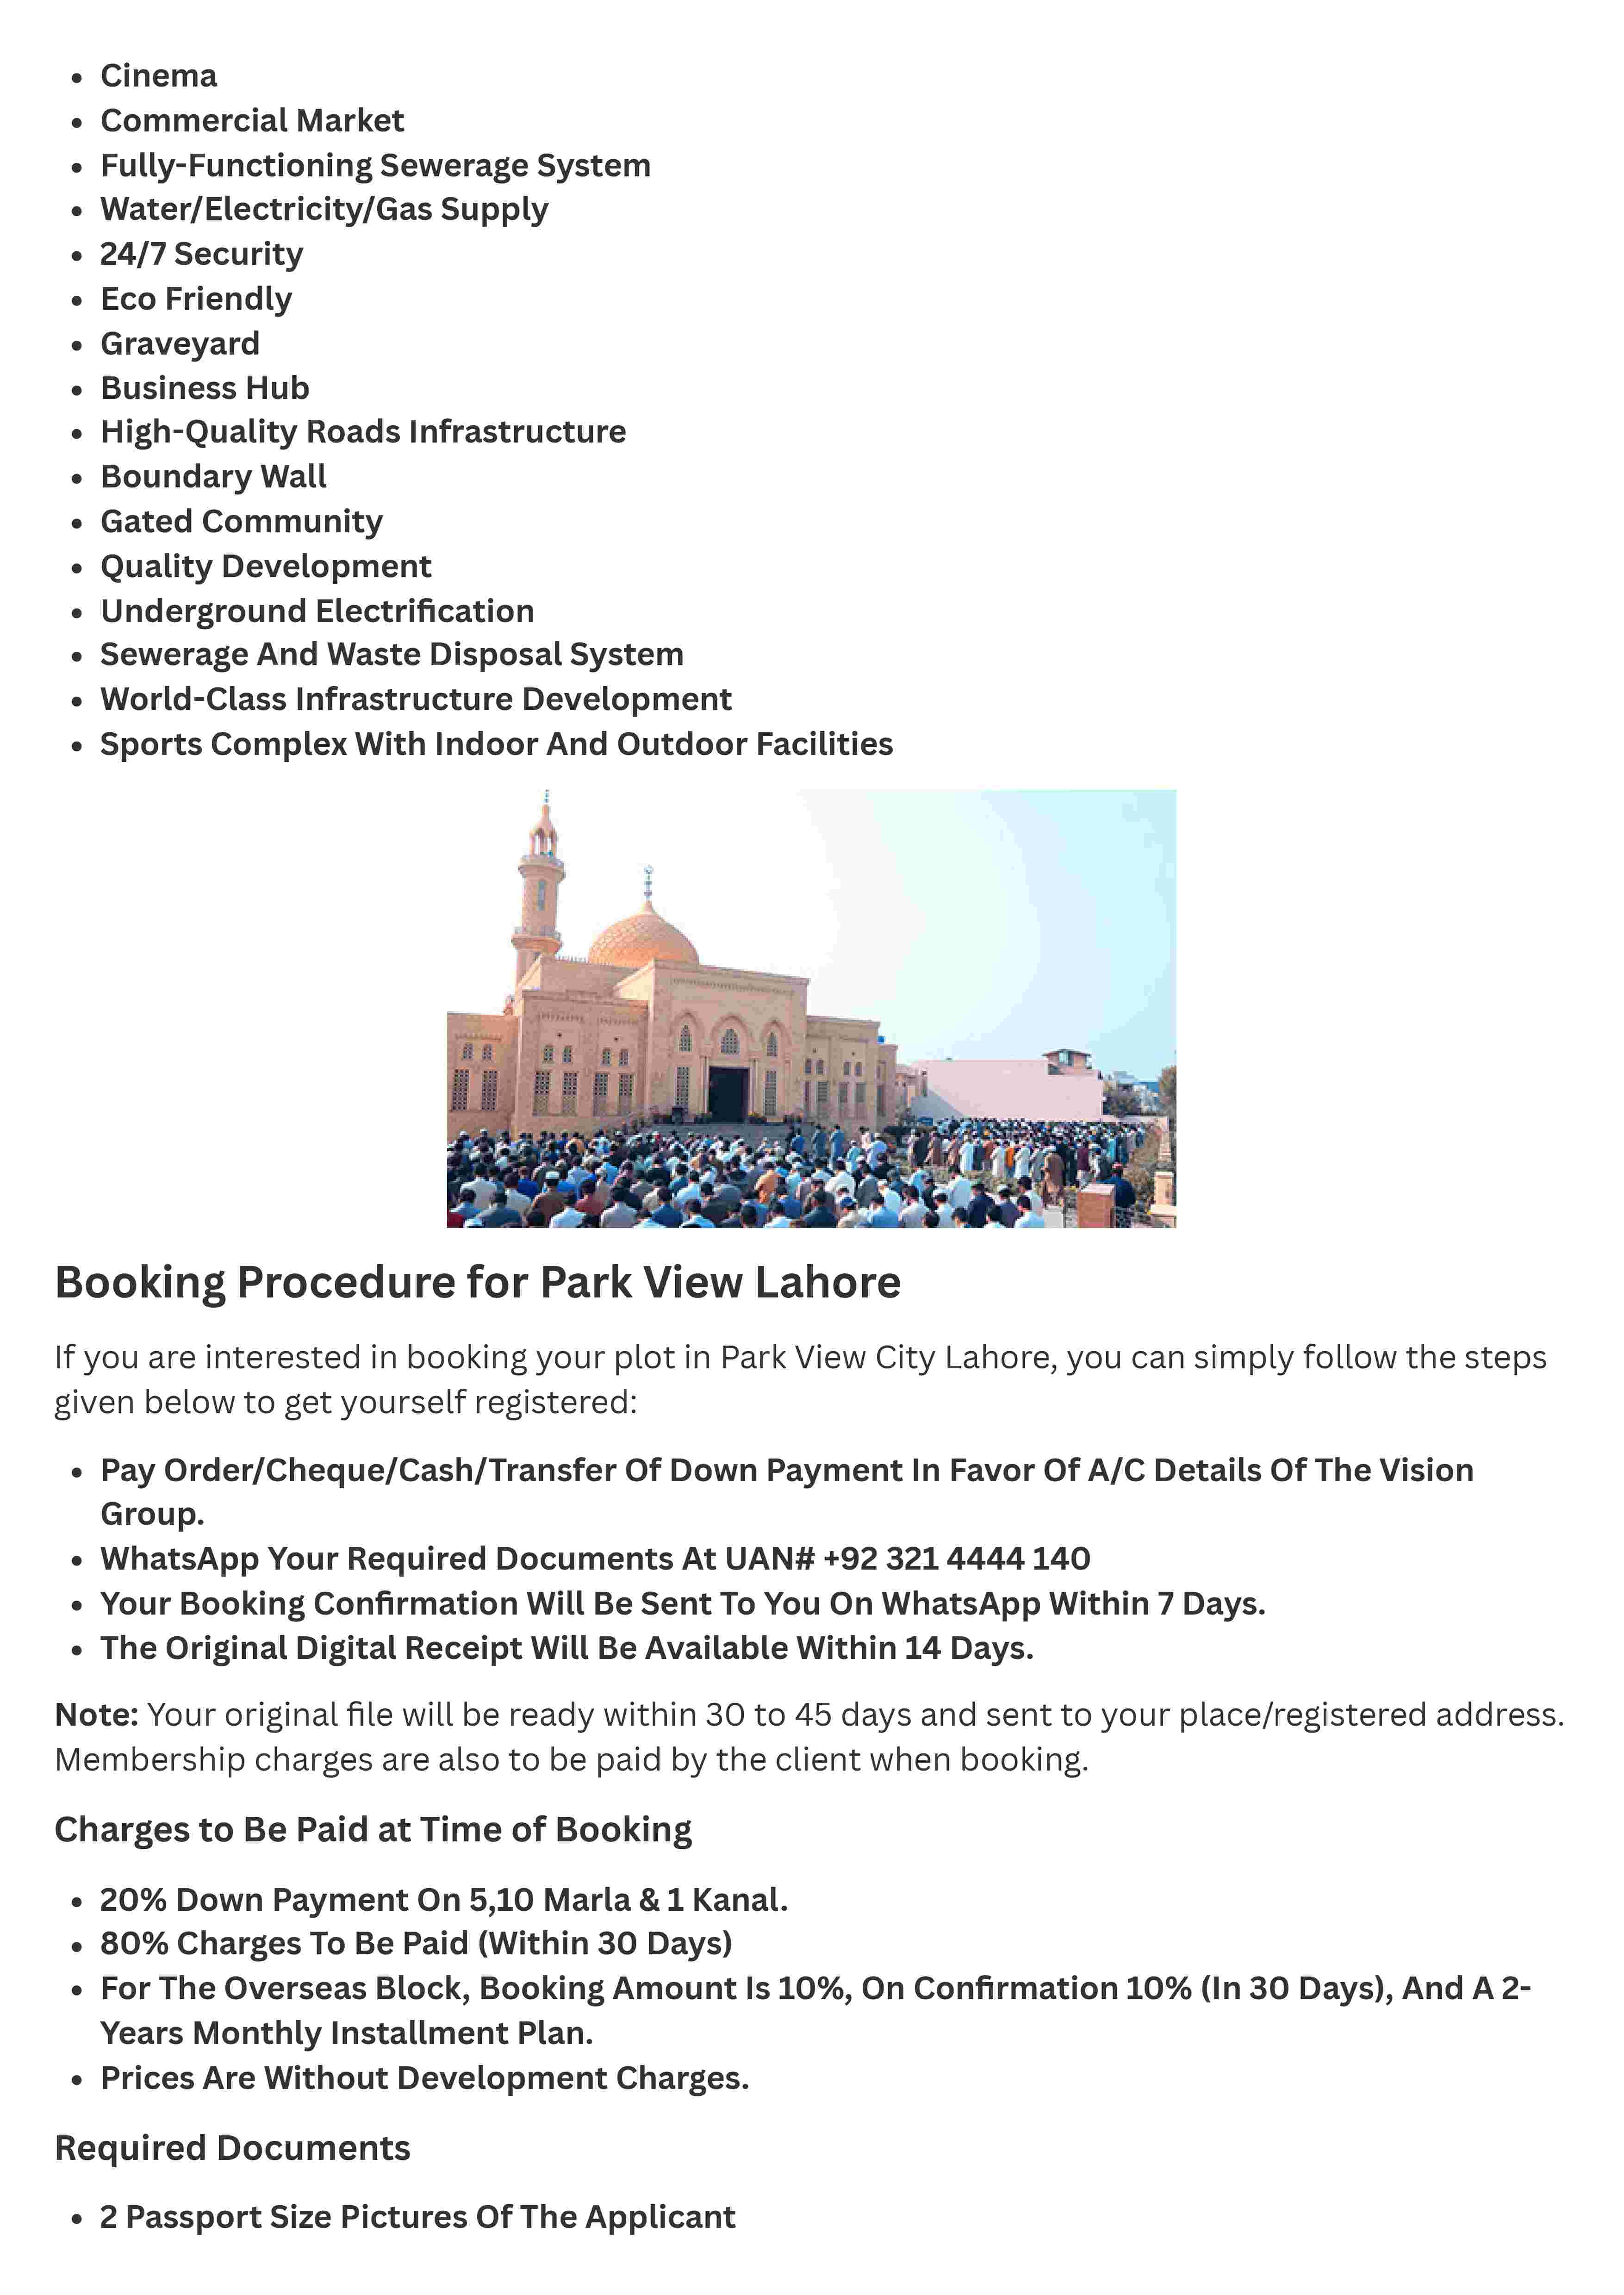 Cinema
Commercial Market
Fully-Functioning Sewerage System
Water/Electricity/Gas Supply
24/7 Security
Eco Friendly
Graveyard
Business Hub
High-Quality Roads Infrastructure
Boundary Wall
Gated Community
Quality Development
Underground Electrification
Sewerage And Waste Disposal System
World-Class Infrastructure Development
Sports Complex With Indoor And Outdoor Facilities
Booking Procedure for Park View Lahore
If you are interested in booking your plot in Park View City Lahore, you can simply follow the steps
given below to get yourself registered:
Pay Order/Cheque/Cash/Transfer Of Down Payment In Favor Of A/C Details Of The Vision
Group.
WhatsApp Your Required Documents At UAN# +92 321 4444 140
Your Booking Confirmation Will Be Sent To You On WhatsApp Within 7 Days.
The Original Digital Receipt Will Be Available Within 14 Days.
Note: Your original file will be ready within 30 to 45 days and sent to your place/registered address.
Membership charges are also to be paid by the client when booking.
Charges to Be Paid at Time of Booking
20% Down Payment On 5,10 Marla & 1 Kanal.
80% Charges To Be Paid (Within 30 Days)
For The Overseas Block, Booking Amount Is 10%, On Confirmation 10% (In 30 Days), And A 2-
Years Monthly Installment Plan.
Prices Are Without Development Charges.
Required Documents
2 Passport Size Pictures Of The Applicant